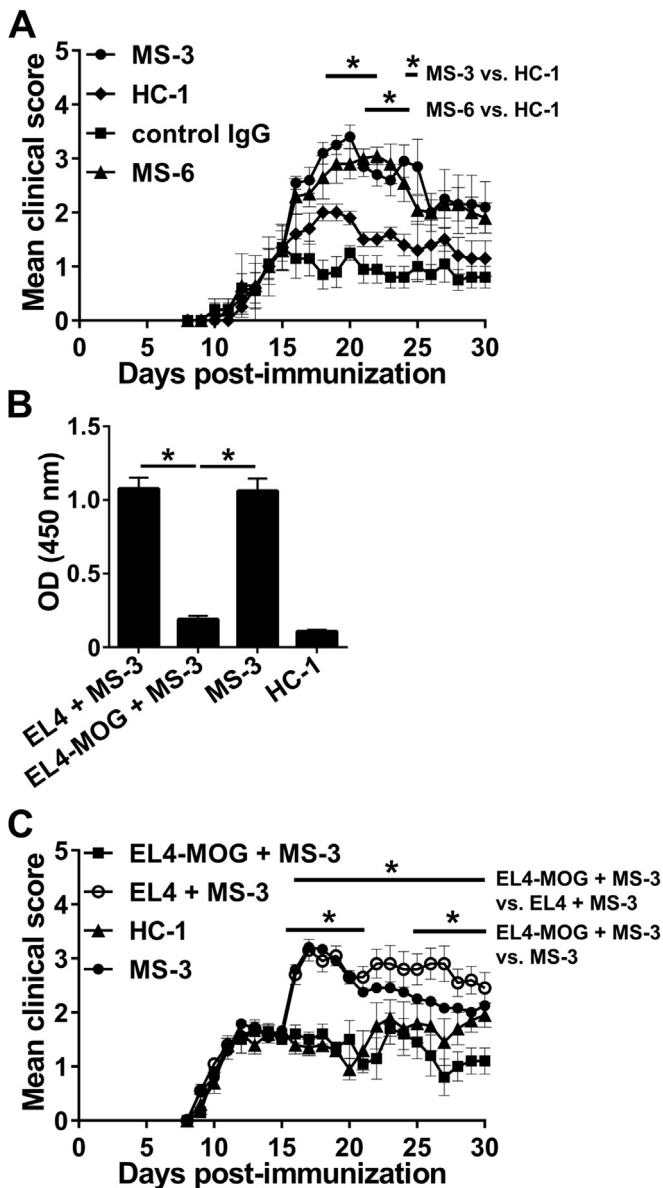 A
MS-3
HC-1
control IgG
MS-6
*
*
MS-3 vs. HC-1
*
MS-6 vs. HC-1
Mean clinical score
5
4
3
2
1
0
0 5 10 15 20 25 30
Days post-immunization
B
OD (450 nm)
1.5
1.0
0.5
0
* *
EL4 + MS-3
EL4-MOG + MS-3
MS-3
HC-1
C
EL4-MOG + MS-3
EL4 + MS-3
HC-1
MS-3
*
EL4-MOG + MS-3
vs. EL4 + MS-3
* *
EL4-MOG + MS-3
vs. MS-3
Mean clinical score
5
4
3
2
1
0
0 5 10 15 20 25 30
Days post-immunization